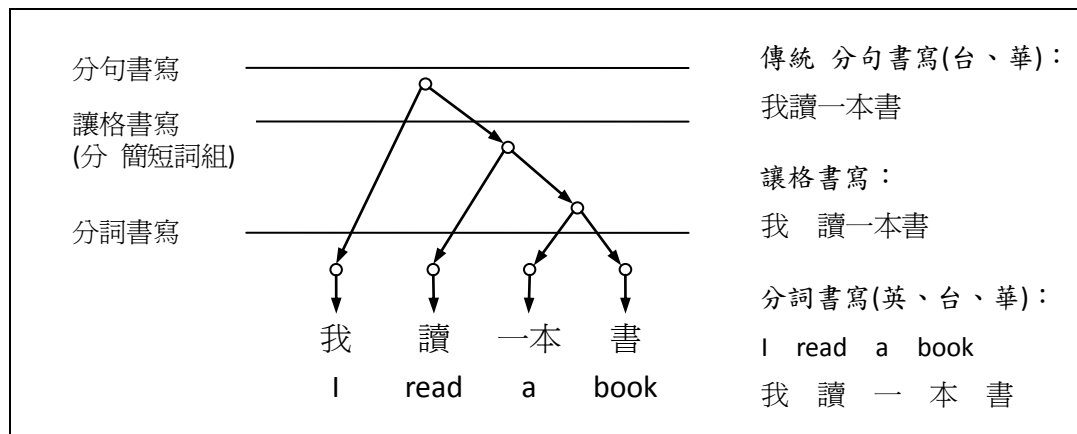 分句書寫
讓格書寫
(分 簡短詞組)
分詞書寫
我 讀 一本 書
I read a book
傳統 分句書寫(台、華)：
我讀一本書
讓格書寫：
我 讀一本書
分詞書寫(英、台、華)：
I read a book
我 讀 一 本 書